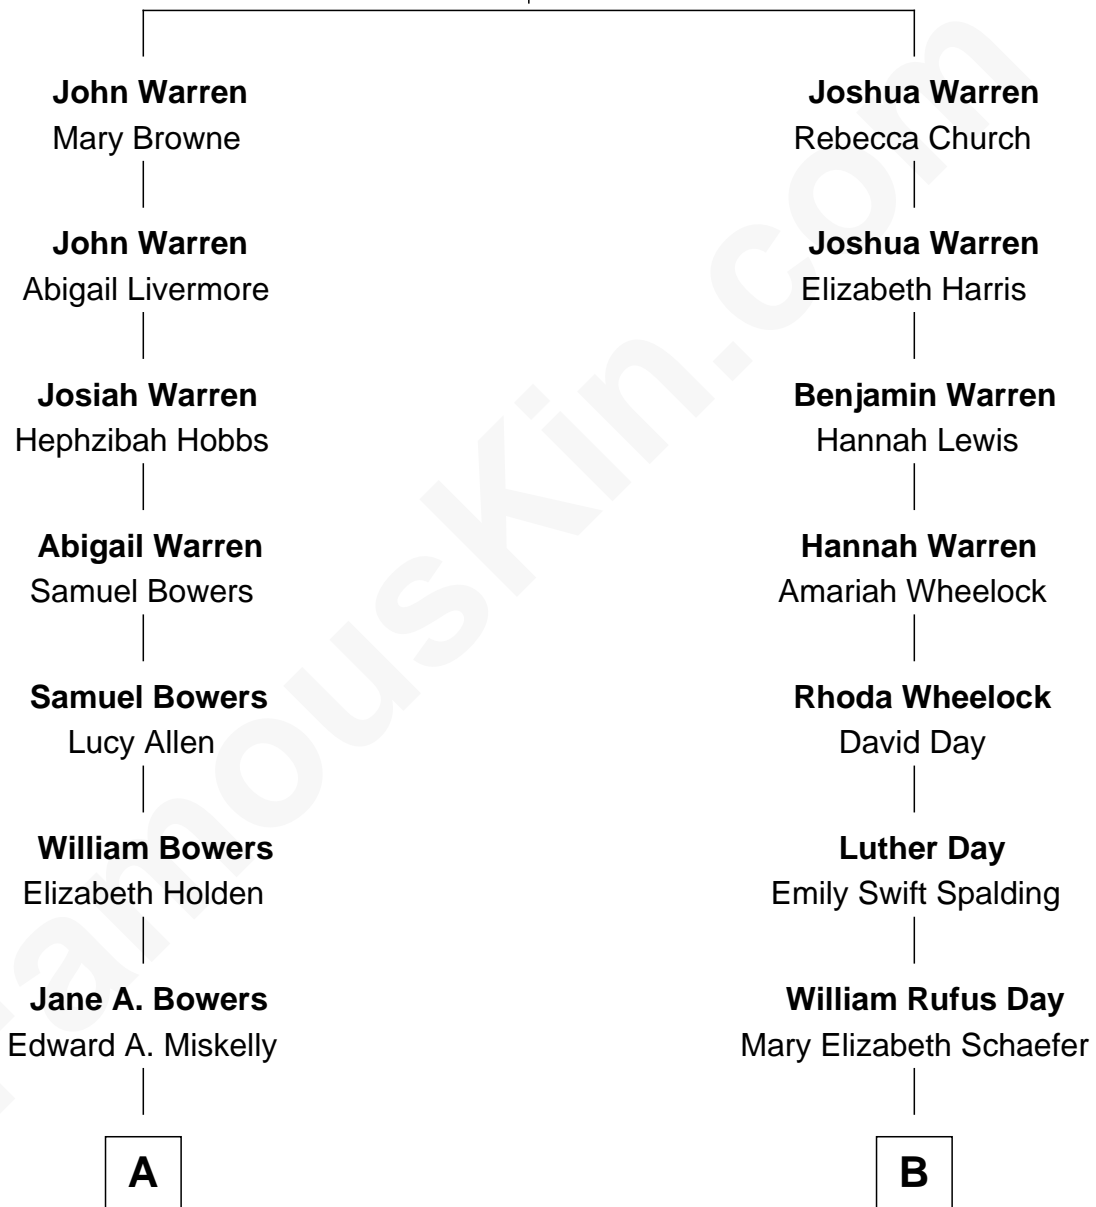 John Warren
Mary Browne
John Warren
Abigail Livermore
Josiah Warren
Hephzibah Hobbs
Abigail Warren
Samuel Bowers
Samuel Bowers
Lucy Allen
William Bowers
Elizabeth Holden
Jane A. Bowers
Edward A. Miskelly
A
Joshua Warren
Rebecca Church
Joshua Warren
Elizabeth Harris
Benjamin Warren
Hannah Lewis
Hannah Warren
Amariah Wheelock
Rhoda Wheelock
David Day
Luther Day
Emily Swift Spalding
William Rufus Day
Mary Elizabeth Schaefer
B
FamousKin.com